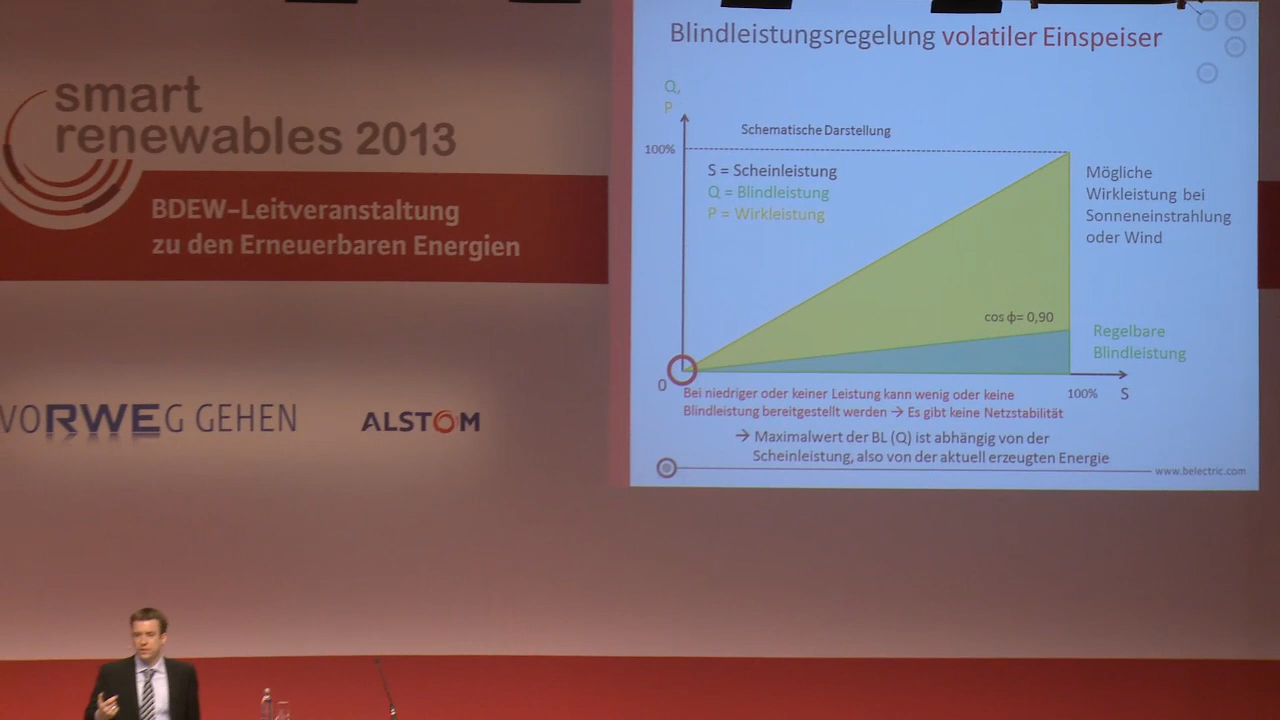 smart
renewables 2013
BDEW-Leitveranstaltung
zu den Erneuerbaren Energien
VORWEG GEHEN
ALSTOM
Blindleistungsregelung volatiler Einspeiser
Q,
P
Schematische Darstellung
100%
S = Scheinleistung
Q = Blindleistung
P = Wirkleistung
Mögliche
Wirkleistung bei
Sonneneinstrahlung
oder Wind
cos ϕ= 0,90
Regelbare
Blindleistung
0
100%
S
Bei niedriger oder keiner Leistung kann wenig oder keine
Blindleistung bereitgestellt werden → Es gibt keine Netzstabilität
→ Maximalwert der BL (Q) ist abhängig von der
Scheinleistung, also von der aktuell erzeugten Energie
www.belectric.com